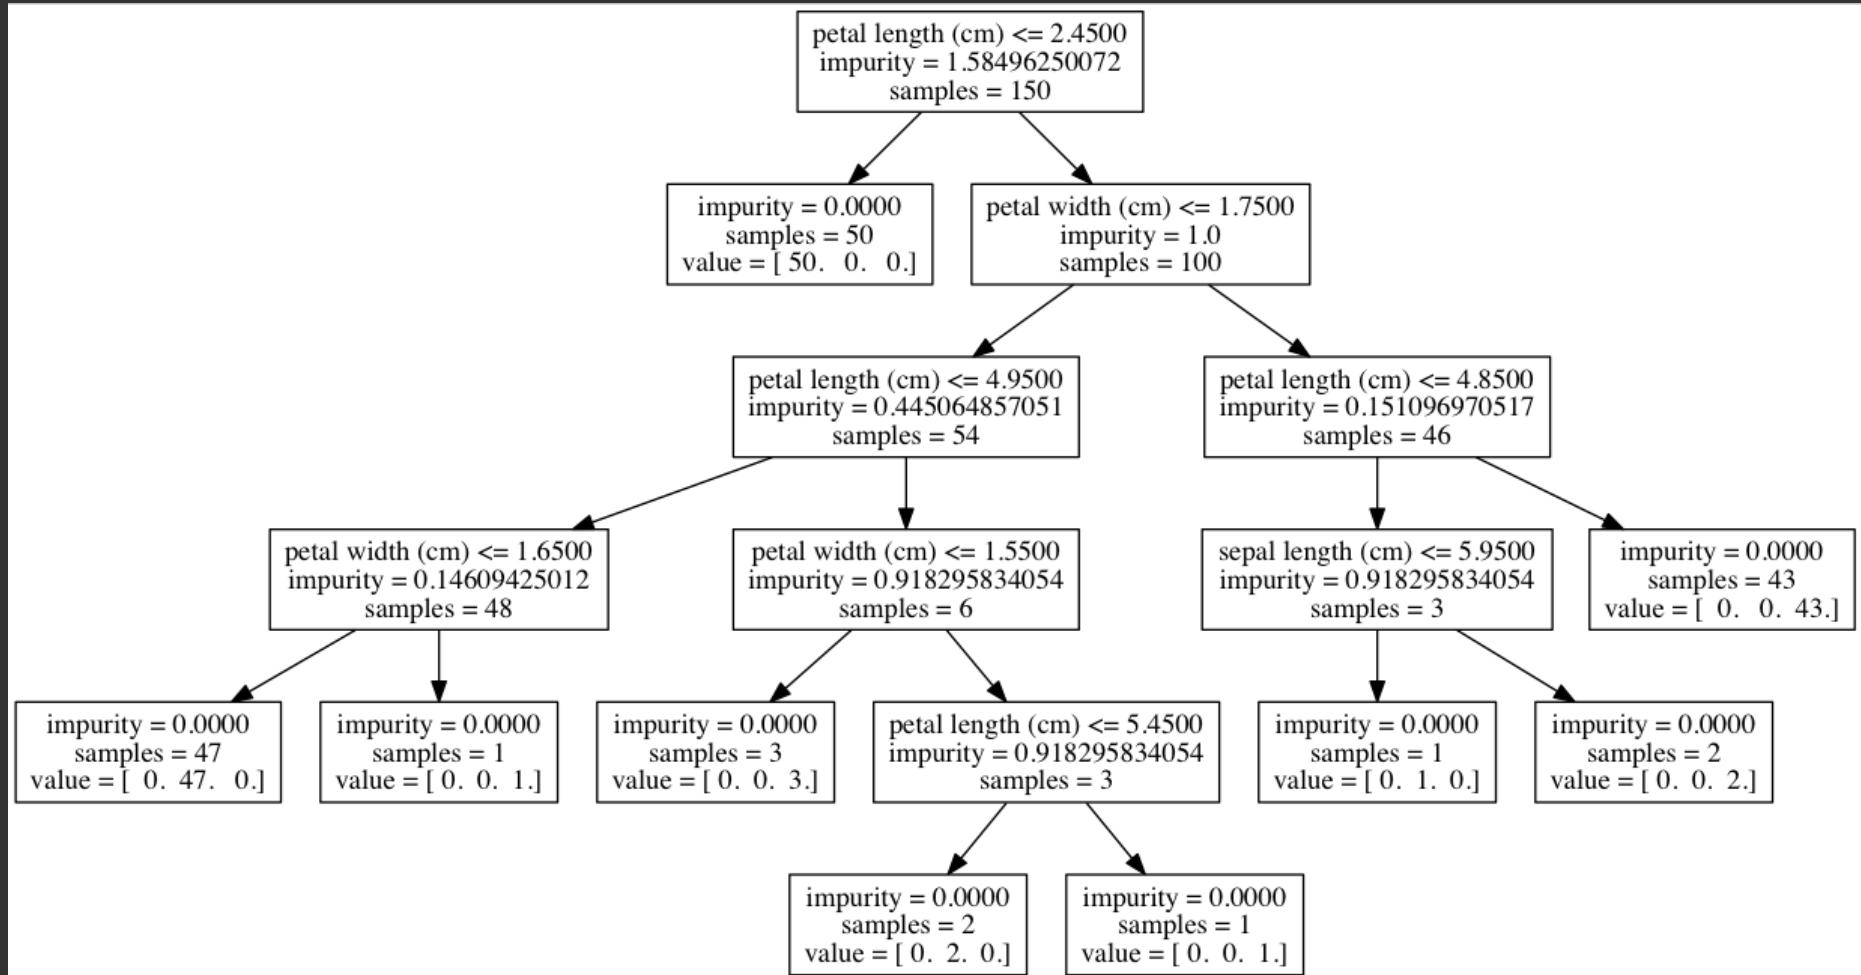 petal length (cm) <= 2.4500
impurity = 1.58496250072
samples = 150
impurity = 0.0000
samples = 50
value = [ 50.   0.   0.]
petal width (cm) <= 1.7500
impurity = 1.0
samples = 100
petal length (cm) <= 4.9500
impurity = 0.445064857051
samples = 54
petal length (cm) <= 4.8500
impurity = 0.151096970517
samples = 46
petal width (cm) <= 1.6500
impurity = 0.14609425012
samples = 48
petal width (cm) <= 1.5500
impurity = 0.918295834054
samples = 6
sepal length (cm) <= 5.9500
impurity = 0.918295834054
samples = 3
impurity = 0.0000
samples = 43
value = [  0.   0.  43.]
impurity = 0.0000
samples = 47
value = [  0.  47.   0.]
impurity = 0.0000
samples = 1
value = [ 0.  0.  1.]
impurity = 0.0000
samples = 3
value = [ 0.  0.  3.]
petal length (cm) <= 5.4500
impurity = 0.918295834054
samples = 3
impurity = 0.0000
samples = 1
value = [ 0.  1.  0.]
impurity = 0.0000
samples = 2
value = [ 0.  0.  2.]
impurity = 0.0000
samples = 2
value = [ 0.  2.  0.]
impurity = 0.0000
samples = 1
value = [ 0.  0.  1.]